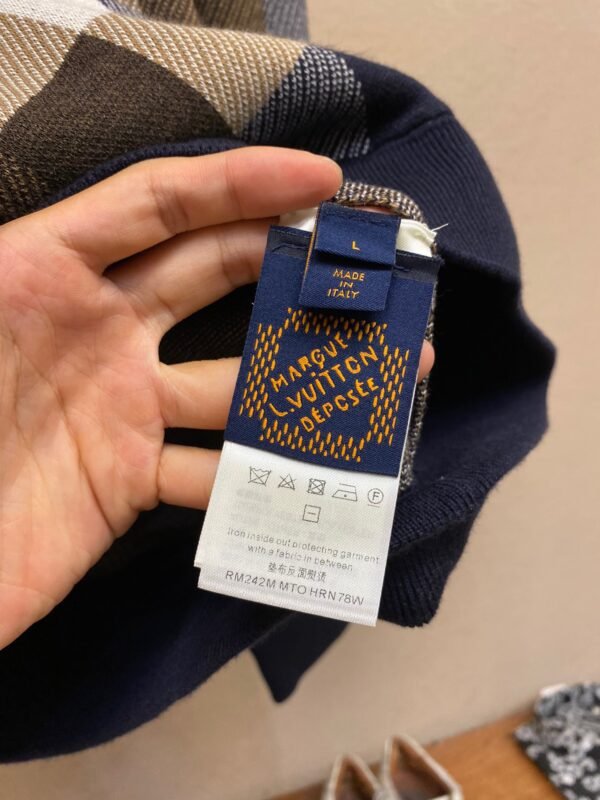 L
MADE
IN
ITALY
MARQUE
L.VUITTON
DÉPOSÉE
F
Iron inside out protecting garment
with a fabric in between
垫布反面熨烫
RM242M MTO HRN78W